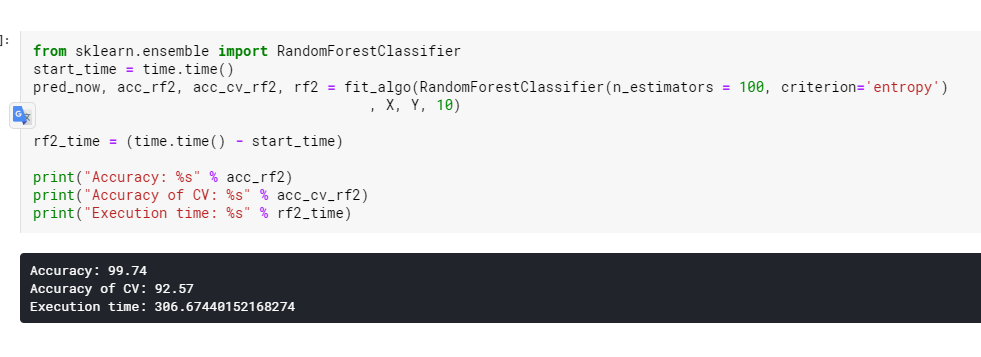 ]:
from sklearn.ensemble import RandomForestClassifier
start_time = time.time()
pred_now, acc_rf2, acc_cv_rf2, rf2 = fit_algo(RandomForestClassifier(n_estimators = 100, criterion='entropy')
, X, Y, 10)
G
rf2_time = (time.time() - start_time)
print("Accuracy: %s" % acc_rf2)
print("Accuracy of CV: %s" % acc_cv_rf2)
print("Execution time: %s" % rf2_time)
Accuracy: 99.74
Accuracy of CV: 92.57
Execution time: 306.67440152168274